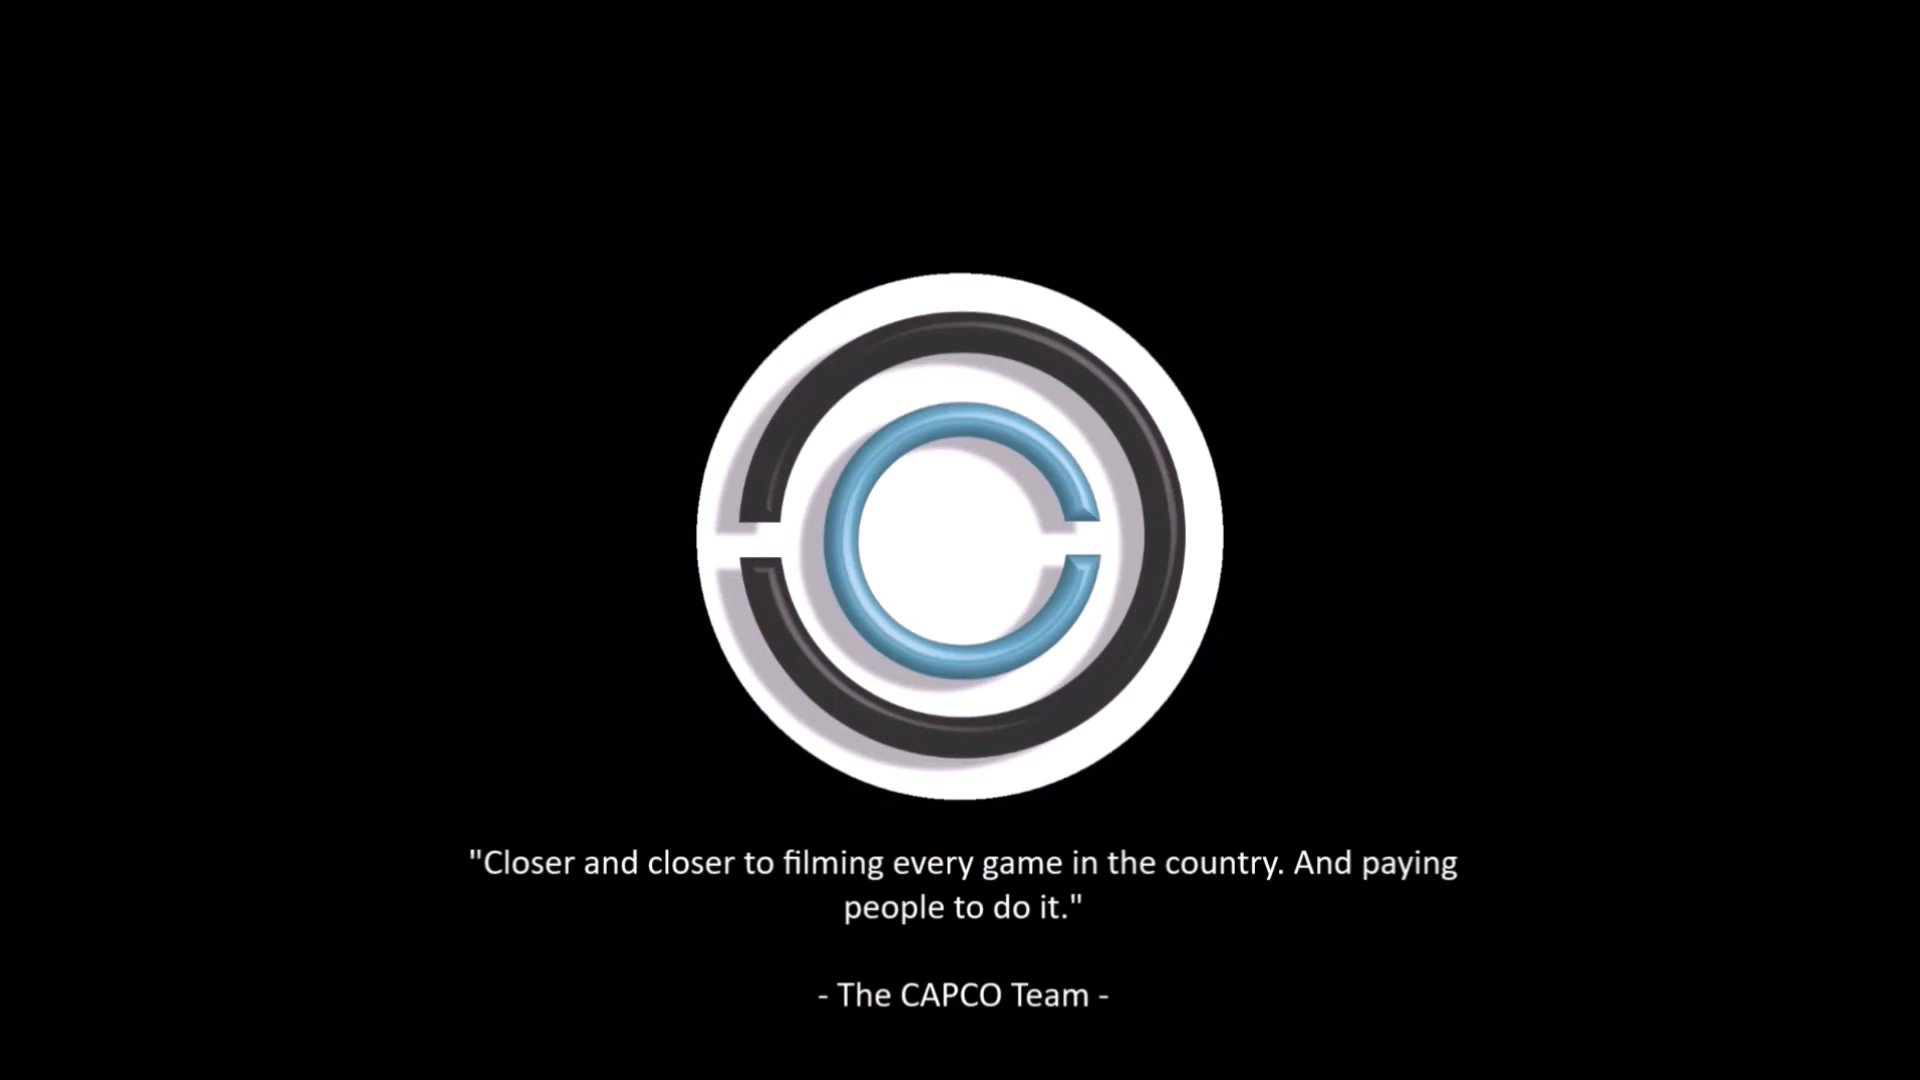 "Closer and closer to filming every game in the country. And paying
people to do it."
- The CAPCO Team -